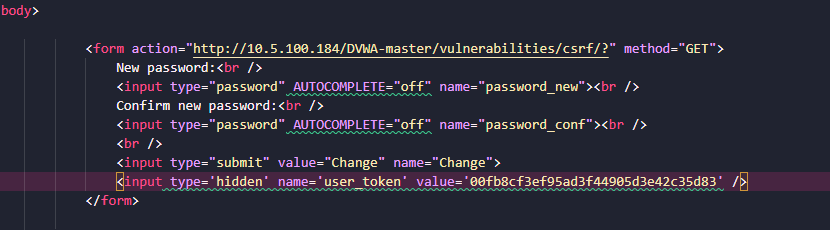 body>
<form action="http://10.5.100.184/DVWA-master/vulnerabilities/csrf/?" method="GET">
New password:<br />
<input type="password" AUTOCOMPLETE="off" name="password_new"><br />
Confirm new password:<br />
<input type="password" AUTOCOMPLETE="off" name="password_conf"><br />
<br />
<input type="submit" value="Change" name="Change">
<input type='hidden' name='user_token' value='00fb8cf3ef95ad3f44905d3e42c35d83' />
</form>